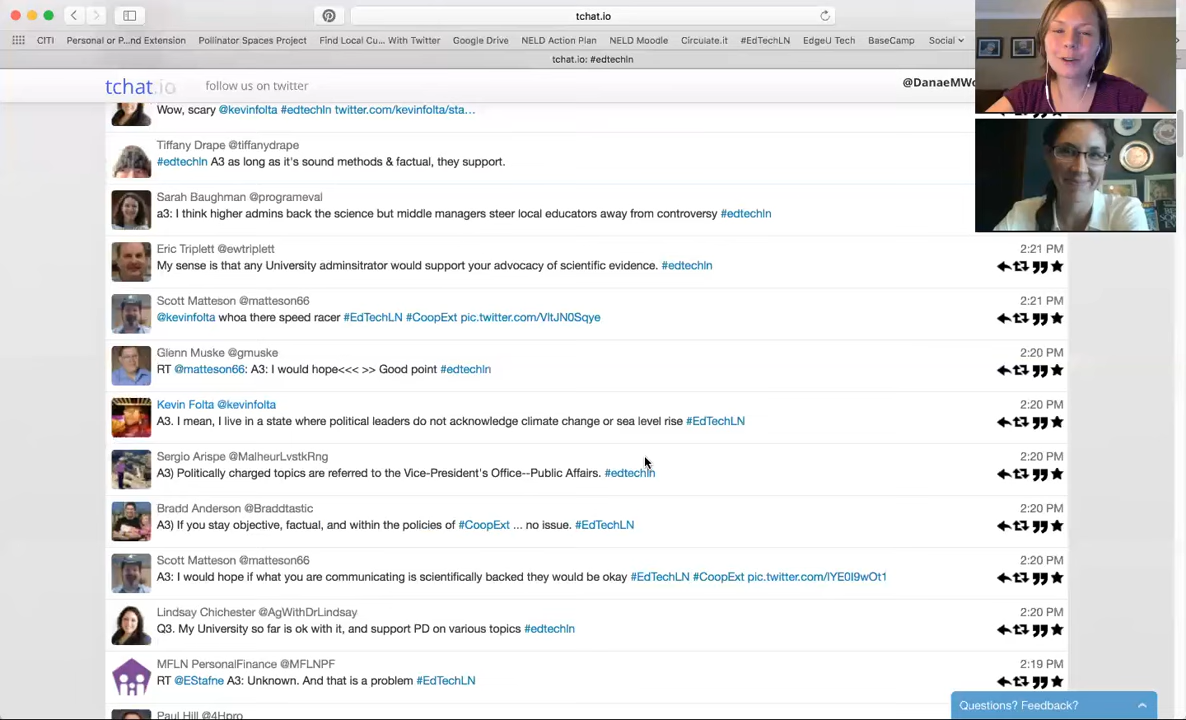 tchat.io
CITI
Personal or P...nd Extension
Pollinator Spaces Project
Find Local Cu... With Twitter
Google Drive
NELD Action Plan
NELD Moodle
Circulate.it
#EdTechLN
EdgeU Tech
BaseCamp
Social
tchat.io: #edtechln
tchat.io
follow us on twitter
@DanaeMWo
Wow, scary @kevinfolta #edtechln twitter.com/kevinfolta/sta…
Tiffany Drape @tiffanydrape
#edtechln A3 as long as it's sound methods & factual, they support.
Sarah Baughman @programeval
a3: I think higher admins back the science but middle managers steer local educators away from controversy #edtechln
Eric Triplett @ewtriplett 2:21 PM
My sense is that any University adminsitrator would support your advocacy of scientific evidence. #edtechln
Scott Matteson @matteson66 2:21 PM
@kevinfolta whoa there speed racer #EdTechLN #CoopExt pic.twitter.com/VltJN0Sqye
Glenn Muske @gmuske 2:20 PM
RT @matteson66: A3: I would hope<<< >> Good point #edtechln
Kevin Folta @kevinfolta 2:20 PM
A3. I mean, I live in a state where political leaders do not acknowledge climate change or sea level rise #EdTechLN
Sergio Arispe @MalheurLvstkRng 2:20 PM
A3) Politically charged topics are referred to the Vice-President's Office--Public Affairs. #edtechln
Bradd Anderson @Braddtastic 2:20 PM
A3) If you stay objective, factual, and within the policies of #CoopExt ... no issue. #EdTechLN
Scott Matteson @matteson66 2:20 PM
A3: I would hope if what you are communicating is scientifically backed they would be okay #EdTechLN #CoopExt pic.twitter.com/lYE0I9wOt1
Lindsay Chichester @AgWithDrLindsay 2:20 PM
Q3. My University so far is ok with it, and support PD on various topics #edtechln
MFLN PersonalFinance @MFLNPF 2:19 PM
RT @EStafne A3: Unknown. And that is a problem #EdTechLN
Paul Hill @4Hpro
Questions? Feedback?